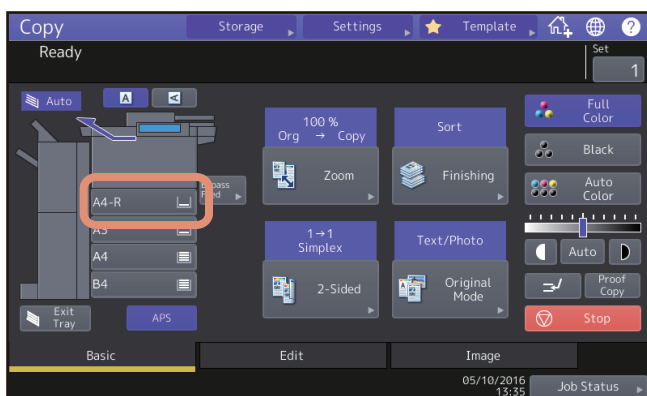 Copy
Storage
Settings
Template
?
Ready
Set
1
Auto
A
A
100 %
Org → Copy
Zoom
Sort
Finishing
Full
Color
Black
Auto
Color
Bypass
Feed
A4-R
A3
A4
B4
1→1
Simplex
2-Sided
Text/Photo
Original
Mode
Auto
Proof
Copy
Exit
Tray
APS
Stop
Basic
Edit
Image
05/10/2016
13:35
Job Status